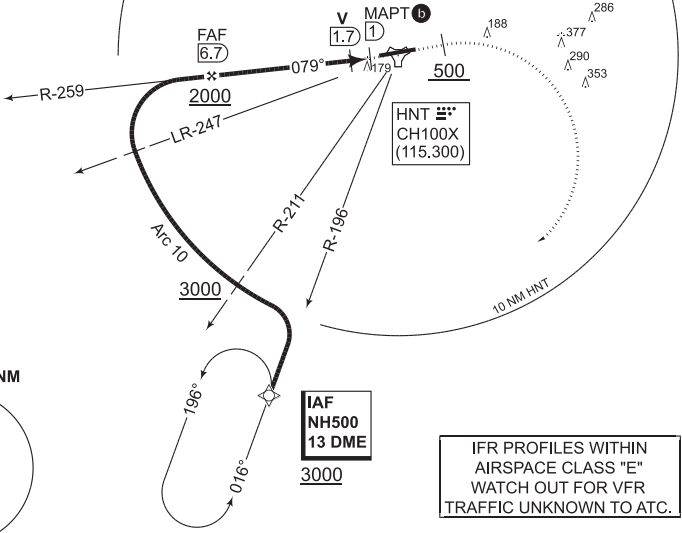 V
MAPT b
1.7
1
FAF
6.7
188
286
377
290
353
079°
179
500
R-259
2000
LR-247
HNT
CH100X
(115.300)
R-211
R-196
Arc 10
3000
10 NM HNT
NM
196°
016°
IAF
NH500
13 DME
3000
IFR PROFILES WITHIN
AIRSPACE CLASS "E"
WATCH OUT FOR VFR
TRAFFIC UNKNOWN TO ATC.